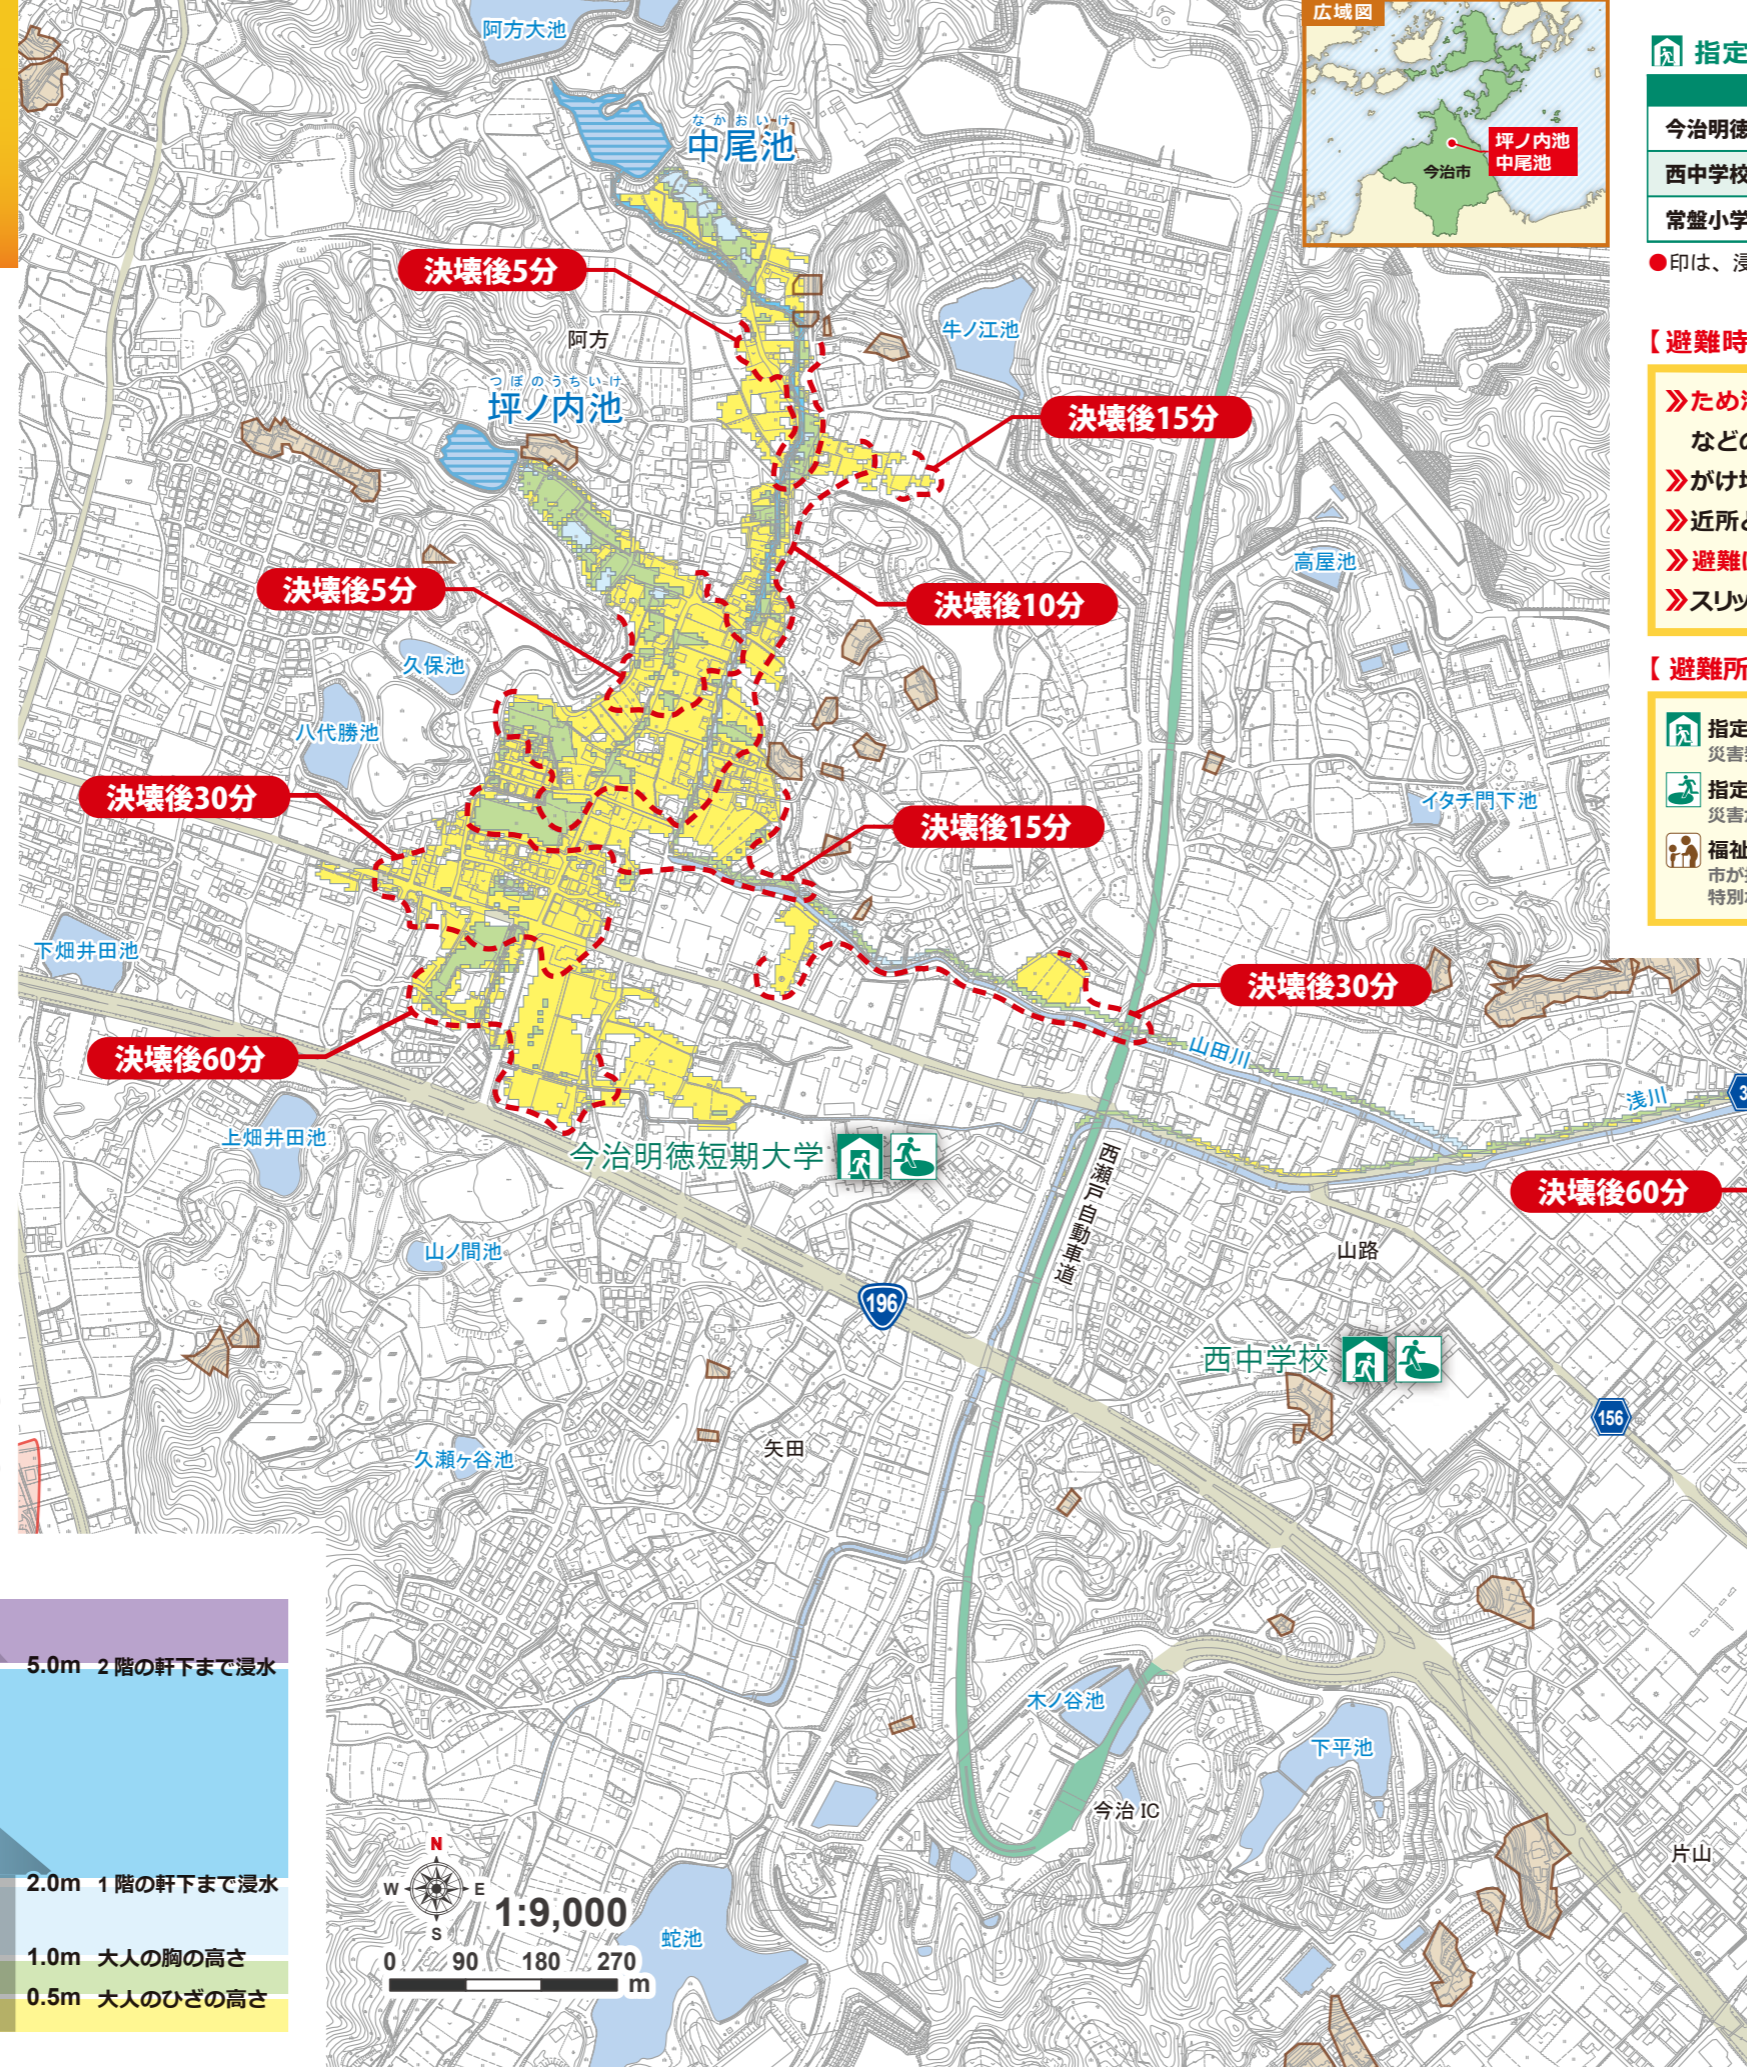 阿方大池
なかおいけ
中尾池
決壊後5分
阿方
つぼのうちいけ
坪ノ内池
牛ノ江池
決壊後15分
高屋池
決壊後5分
決壊後10分
久保池
八代勝池
決壊後30分
イタチ門下池
決壊後15分
下畑井田池
決壊後30分
山田川
決壊後60分
浅川
3
上畑井田池
今治明徳短期大学
西瀬戸自動車道
決壊後60分
山ノ間池
山路
196
西中学校
156
久瀬ヶ谷池
矢田
木ノ谷池
下平池
今治 IC
片山
蛇池
広域図
坪ノ内池
中尾池
今治市
指定
今治明徳
西中学校
常盤小学
●印は、浸
【避難時
≫ため池
などの
≫がけ
≫近所
≫避難
≫スリッ
【避難所
指定
災害
指定
災害
福祉
市が
特別
5.0m 2階の軒下まで浸水
2.0m 1階の軒下まで浸水
1.0m 大人の胸の高さ
0.5m 大人のひざの高さ
N
W E
S
1:9,000
0 90 180 270
m